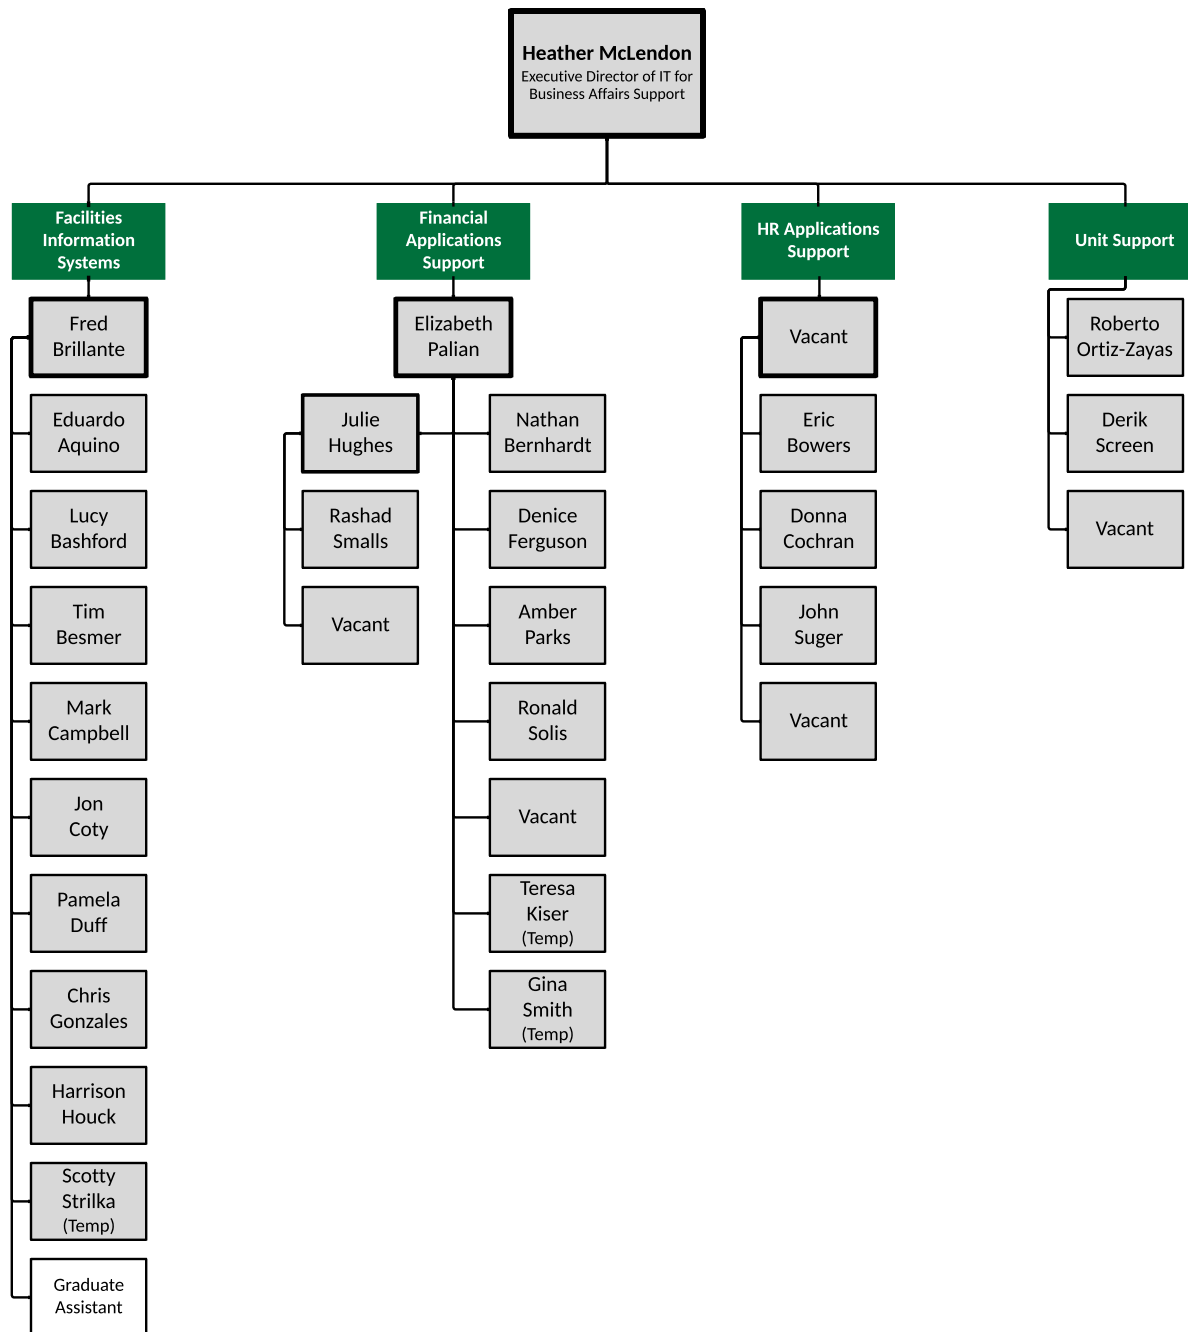 Heather McLendon
Executive Director of IT for
Business Affairs Support
Facilities
Information
Systems
Fred
Brillante
Eduardo
Aquino
Lucy
Bashford
Tim
Besmer
Mark
Campbell
Jon
Coty
Pamela
Duff
Chris
Gonzales
Harrison
Houck
Scotty
Strilka
(Temp)
Graduate
Assistant
Financial
Applications
Support
Elizabeth
Palian
Julie
Hughes
Rashad
Smalls
Vacant
Nathan
Bernhardt
Denice
Ferguson
Amber
Parks
Ronald
Solis
Vacant
Teresa
Kiser
(Temp)
Gina
Smith
(Temp)
HR Applications
Support
Vacant
Eric
Bowers
Donna
Cochran
John
Suger
Vacant
Unit Support
Roberto
Ortiz-Zayas
Derik
Screen
Vacant